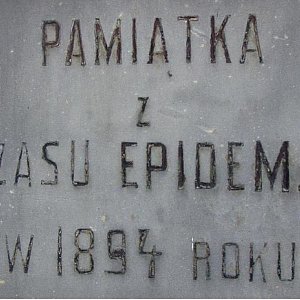 PAMIĄTKA
Z
ZASU EPIDEM
W 1894 ROKU